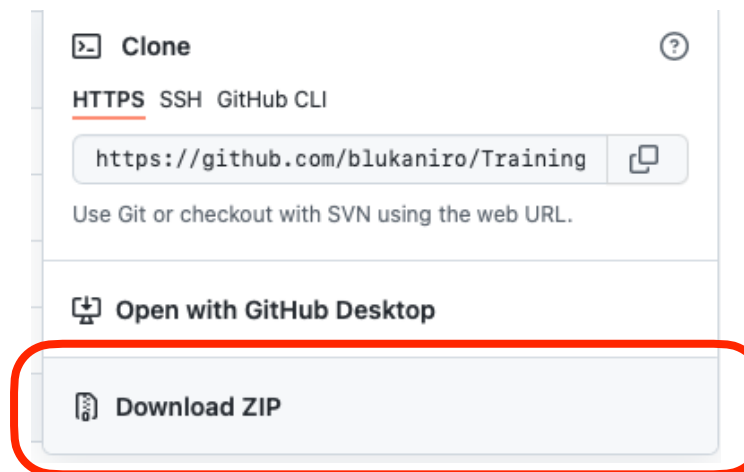 Clone
HTTPS SSH GitHub CLI
https://github.com/blukaniro/Training
Use Git or checkout with SVN using the web URL.
Open with GitHub Desktop
Download ZIP